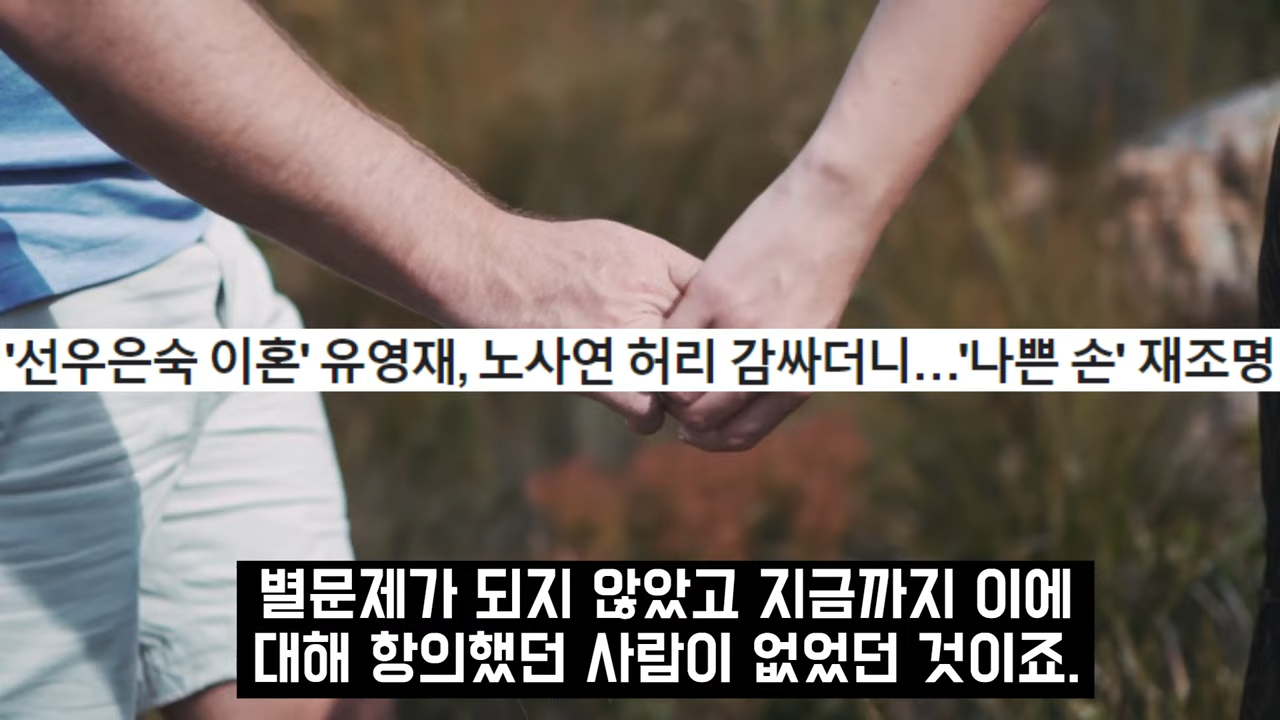 '선우은숙 이혼' 유영재, 노사연 허리 감싸더니...'나쁜 손' 재조명
별문제가 되지 않았고 지금까지 이에
대해 항의했던 사람이 없었던 것이죠.